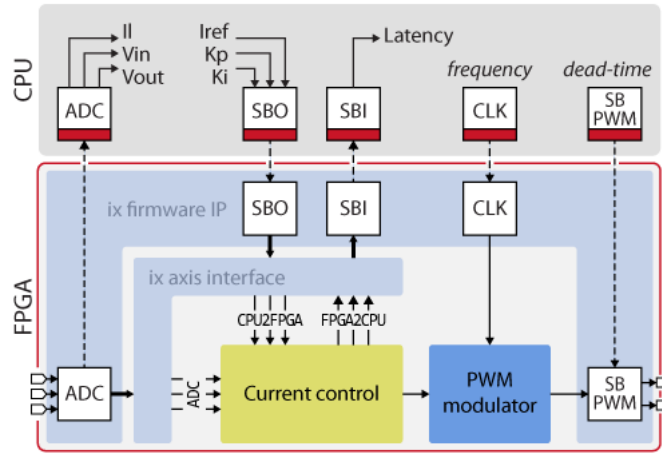 CPU
Il
Vin
Vout
ADC
Iref
Kp
Ki
SBO
Latency
SBI
frequency
CLK
dead-time
SB
PWM
FPGA
ix firmware IP
SBO
SBI
CLK
ix axis interface
CPU2FPGA
FPGA2CPU
ADC
ADC
Current control
PWM
modulator
SB
PWM